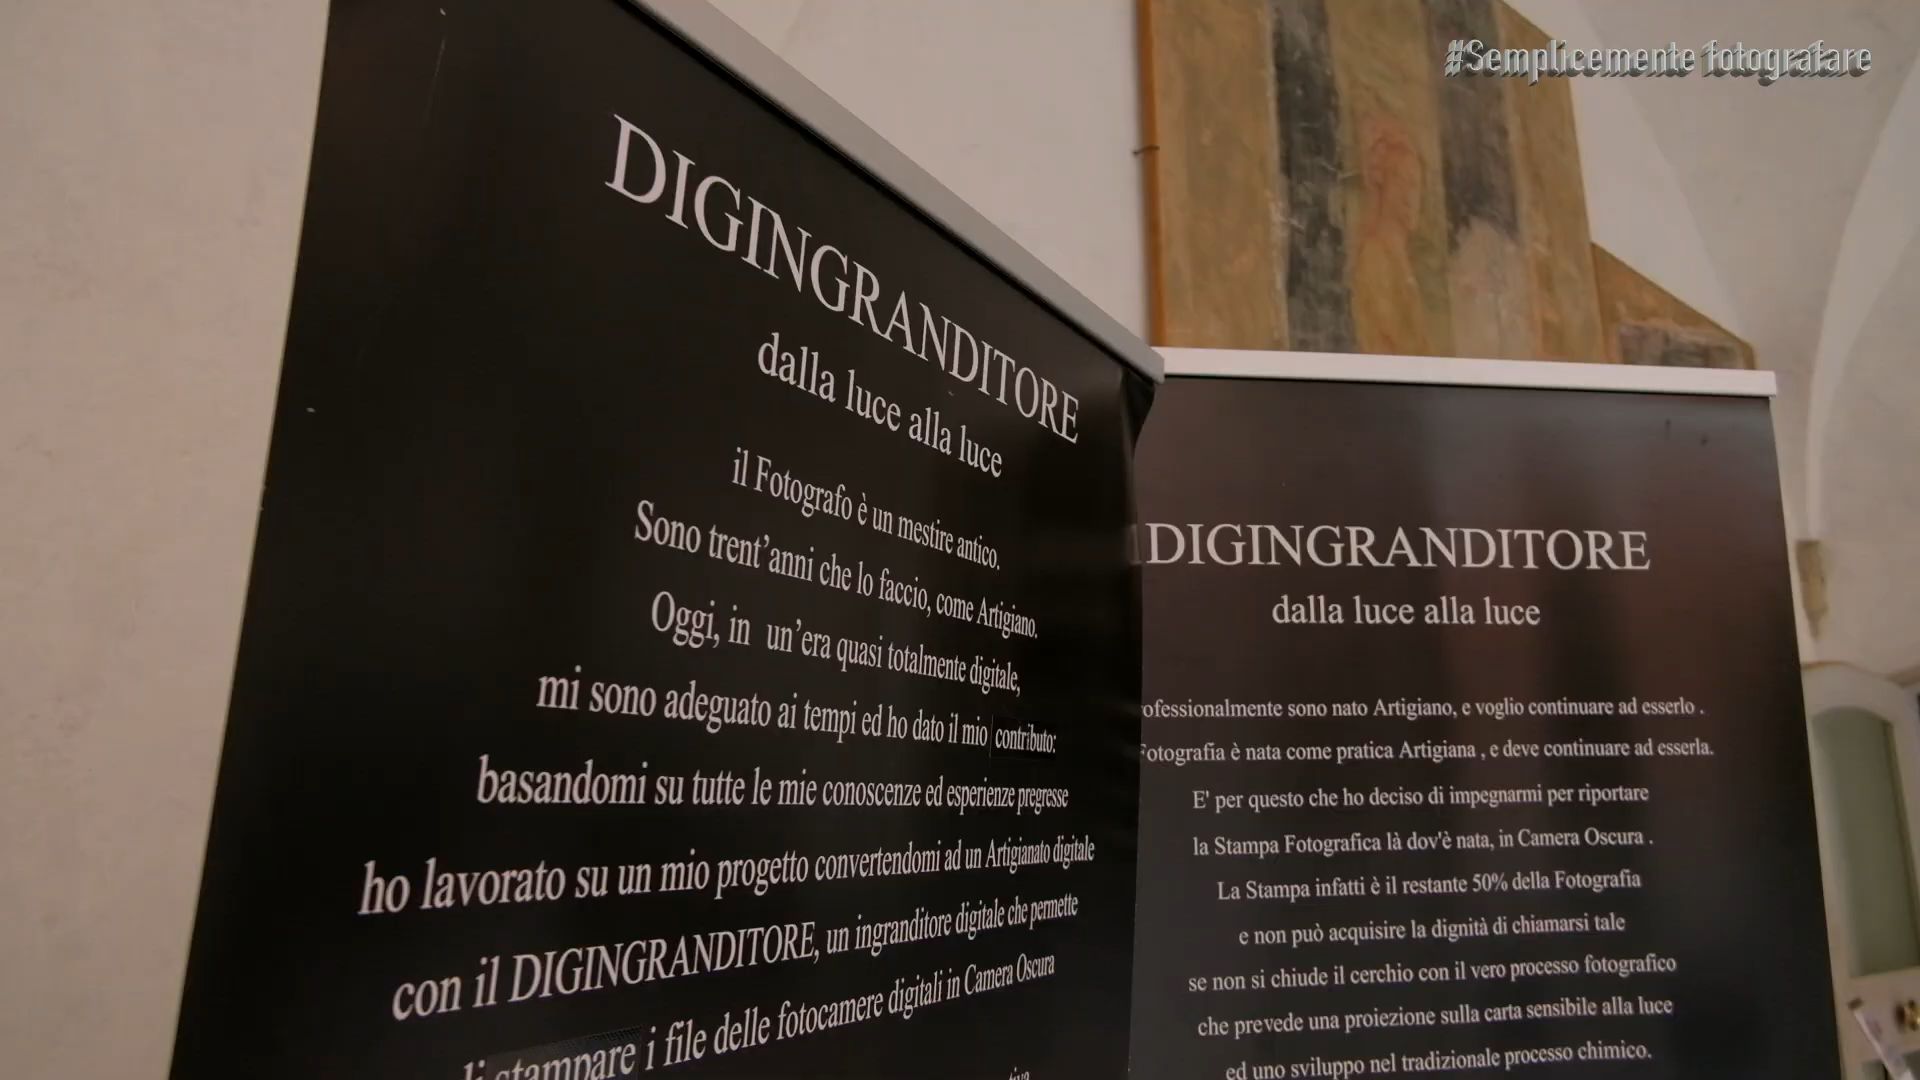 #Semplicemente fotografare
DIGINGRANDITORE
dalla luce alla luce
il Fotografo è un mestire antico.
Sono trent'anni che lo faccio, come Artigiano.
Oggi, in un'era quasi totalmente digitale,
mi sono adeguato ai tempi ed ho dato il mio contributo:
basandomi su tutte le mie conoscenze ed esperienze pregresse
ho lavorato su un mio progetto convertendomi ad un Artigianato digitale
con il DIGINGRANDITORE, un ingranditore digitale che permette
di stampare i file delle fotocamere digitali in Camera Oscura
DIGINGRANDITORE
dalla luce alla luce
ofessionalmente sono nato Artigiano, e voglio continuare ad esserlo .
Fotografia è nata come pratica Artigiana , e deve continuare ad esserla.
E' per questo che ho deciso di impegnarmi per riportare
la Stampa Fotografica là dov'è nata, in Camera Oscura .
La Stampa infatti è il restante 50% della Fotografia
e non può acquisire la dignità di chiamarsi tale
se non si chiude il cerchio con il vero processo fotografico
che prevede una proiezione sulla carta sensibile alla luce
ed uno sviluppo nel tradizionale processo chimico.